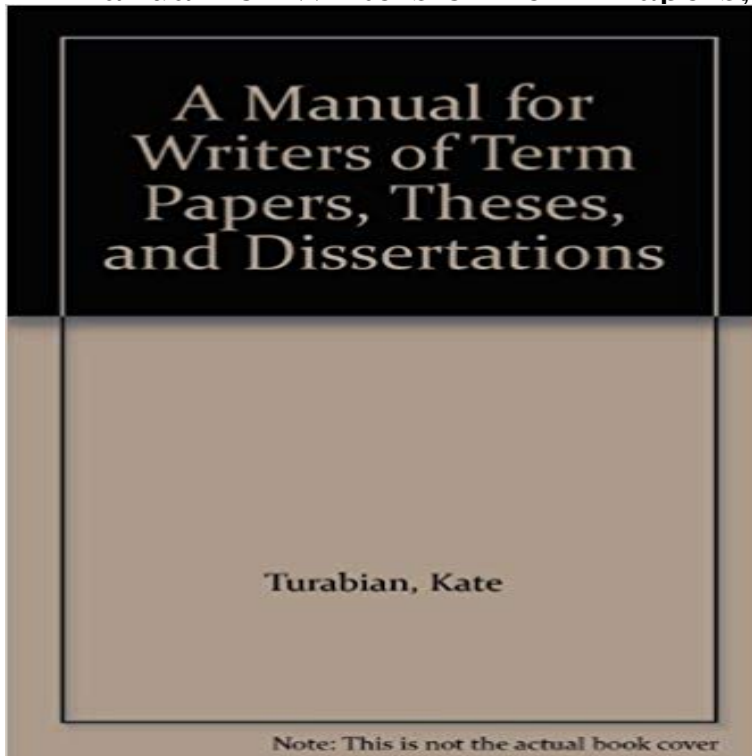 A Manual for
Writers of Term
Papers, Theses,
and Dissertations
Turabian, Kate
Note: This is not the actual book cover